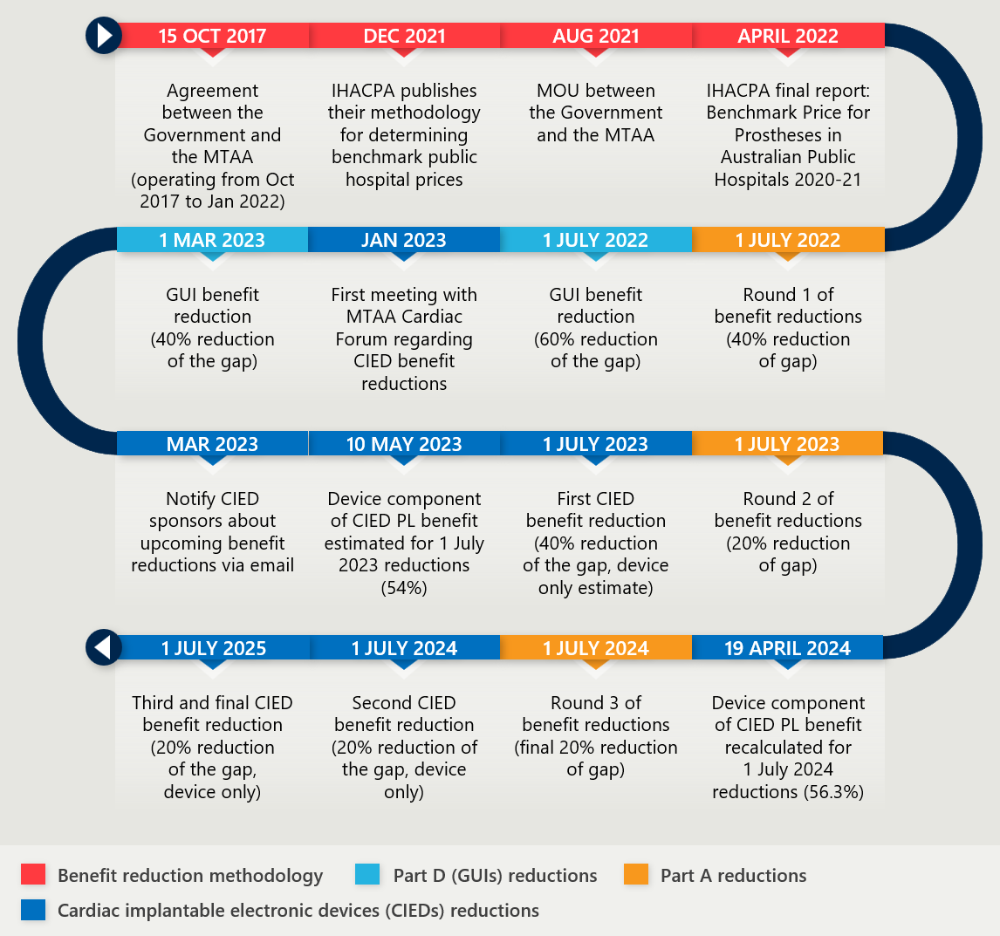 15 OCT 2017
Agreement
between the
Government and
the MTAA
(operating from Oct
2017 to Jan 2022)
DEC 2021
IHACPA publishes
their methodology
for determining
benchmark public
hospital prices
AUG 2021
MOU between
the Government
and the MTAA
APRIL 2022
IHACPA final report:
Benchmark Price for
Prostheses in
Australian Public
Hospitals 2020-21
1 JULY 2022
Round 1 of
benefit reductions
(40% reduction
of gap)
1 JULY 2022
GUI benefit
reduction
(60% reduction
of the gap)
JAN 2023
First meeting with
MTAA Cardiac
Forum regarding
CIED benefit
reductions
1 MAR 2023
GUI benefit
reduction
(40% reduction
of the gap)
MAR 2023
Notify CIED
sponsors about
upcoming benefit
reductions via email
10 MAY 2023
Device component
of CIED PL benefit
estimated for 1 July
2023 reductions
(54%)
1 JULY 2023
First CIED
benefit reduction
(40% reduction
of the gap, device
only estimate)
1 JULY 2023
Round 2 of
benefit reductions
(20% reduction
of gap)
19 APRIL 2024
Device component
of CIED PL benefit
recalculated for
1 July 2024
reductions (56.3%)
1 JULY 2024
Round 3 of
benefit reductions
(final 20% reduction
of gap)
1 JULY 2024
Second CIED
benefit reduction
(20% reduction of
the gap, device
only)
1 JULY 2025
Third and final CIED
benefit reduction
(20% reduction
of the gap,
device only)
Benefit reduction methodology
Part D (GUIs) reductions
Part A reductions
Cardiac implantable electronic devices (CIEDs) reductions